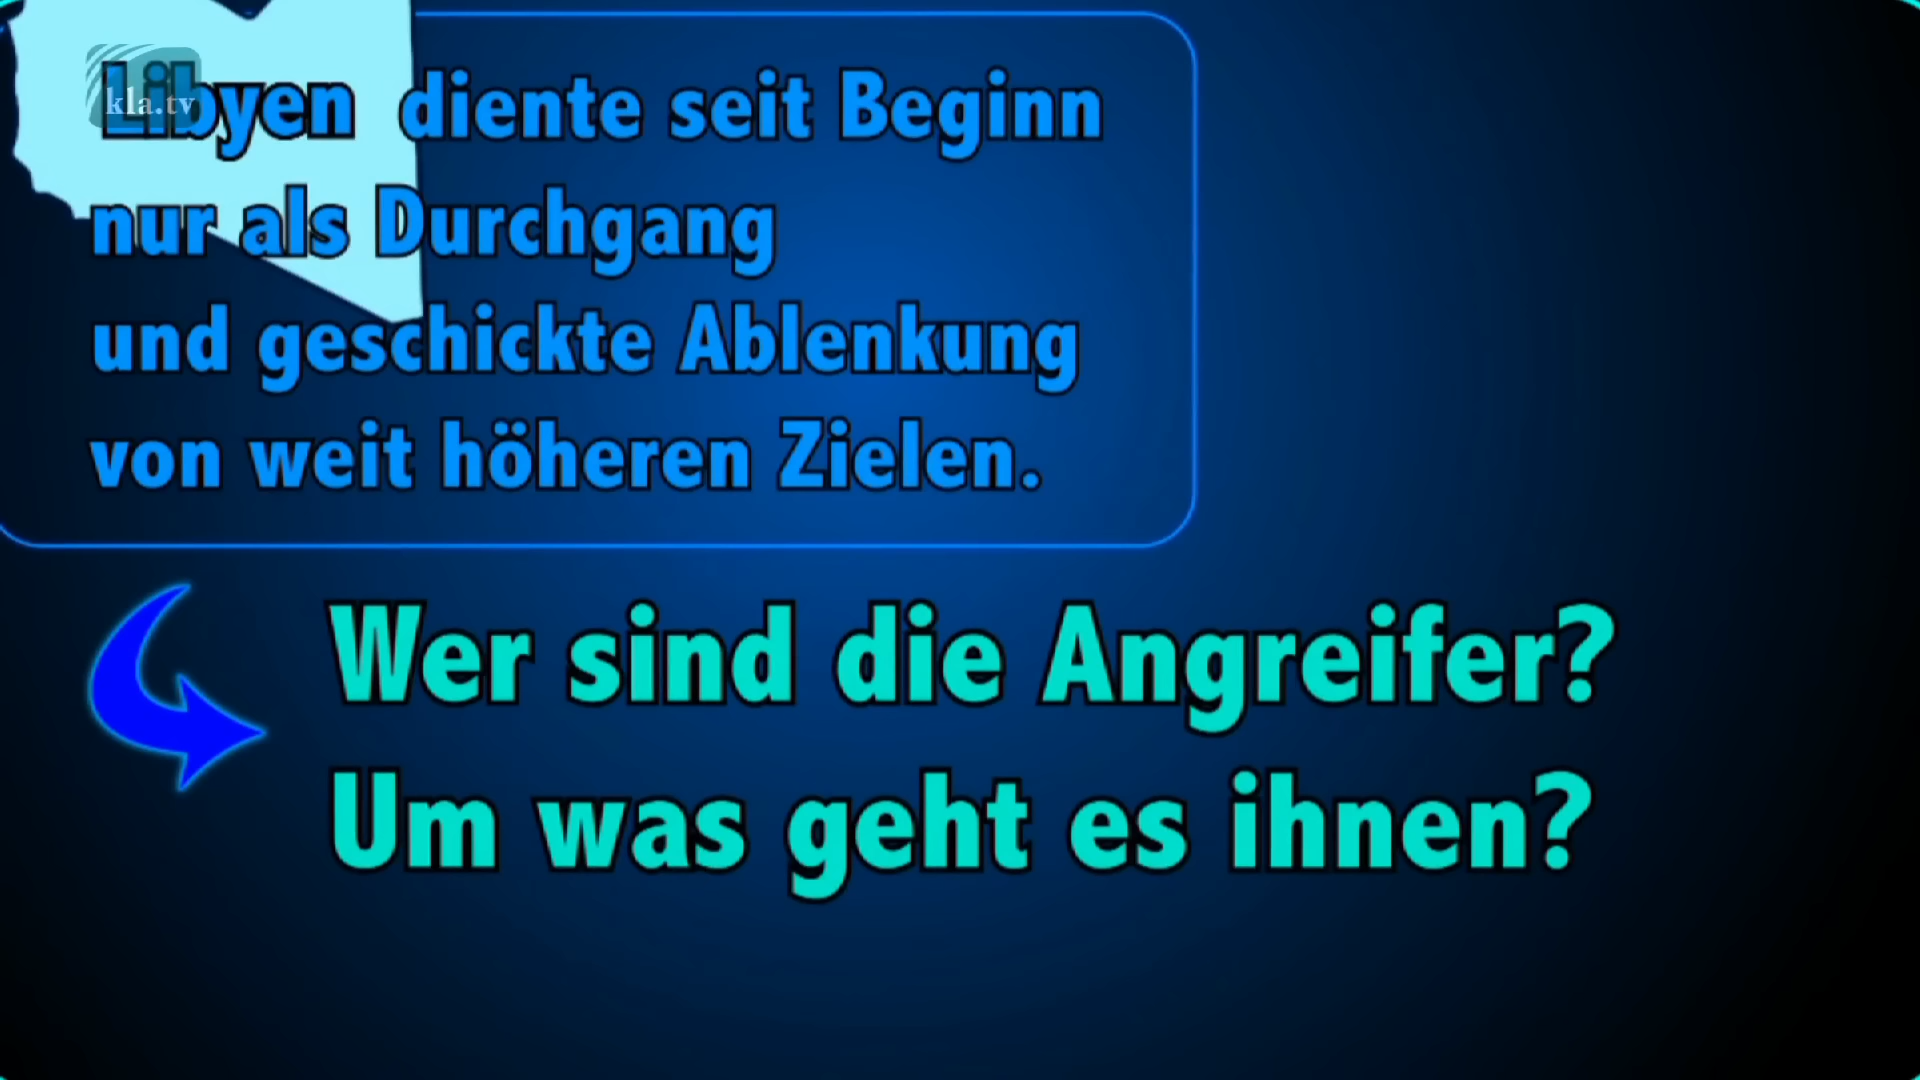 kla.tv
Libyen diente seit Beginn
nur als Durchgang
und geschickte Ablenkung
von weit höheren Zielen.
Wer sind die Angreifer?
Um was geht es ihnen?